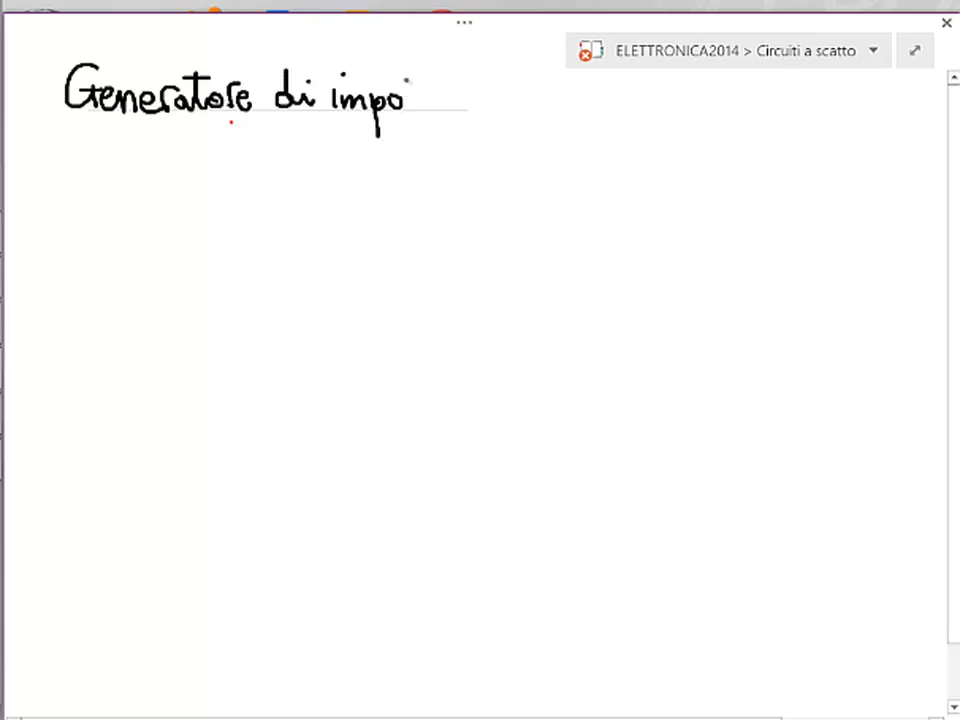 ELETTRONICA2014 > Circuiti a scatto
Generatore di impo